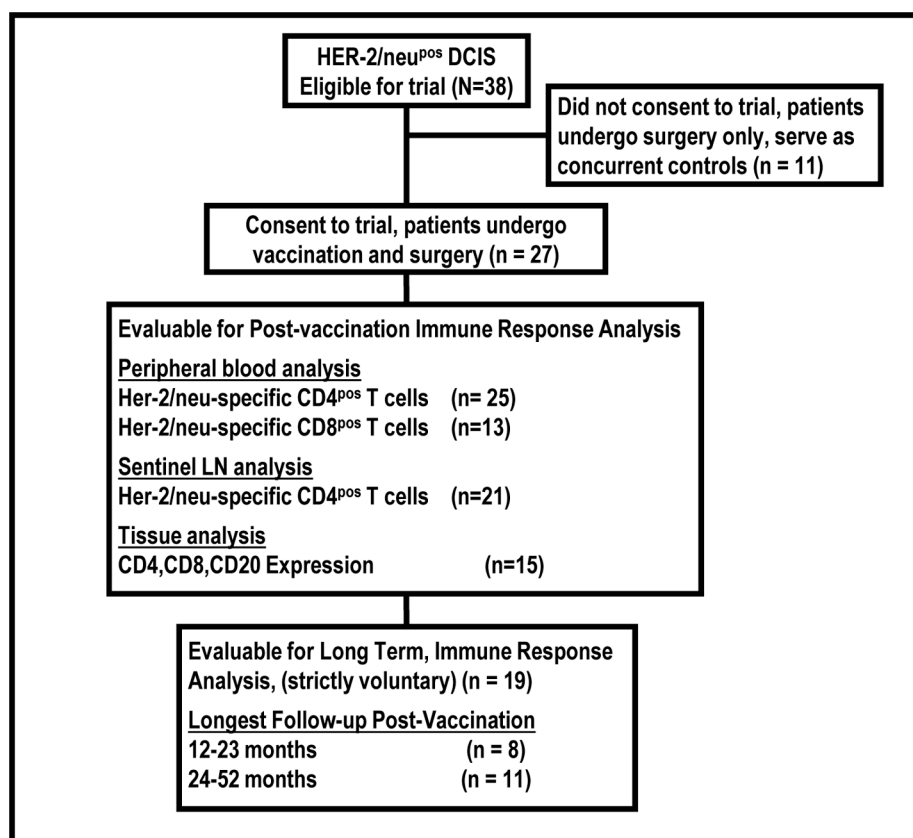 HER-2/neuᵖᵒˢ DCIS
Eligible for trial (N=38)
Did not consent to trial, patients
undergo surgery only, serve as
concurrent controls (n = 11)
Consent to trial, patients undergo
vaccination and surgery (n = 27)
Evaluable for Post-vaccination Immune Response Analysis
Peripheral blood analysis
Her-2/neu-specific CD4ᵖᵒˢ T cells (n= 25)
Her-2/neu-specific CD8ᵖᵒˢ T cells (n=13)
Sentinel LN analysis
Her-2/neu-specific CD4ᵖᵒˢ T cells (n=21)
Tissue analysis
CD4,CD8,CD20 Expression (n=15)
Evaluable for Long Term, Immune Response
Analysis, (strictly voluntary) (n = 19)
Longest Follow-up Post-Vaccination
12-23 months (n = 8)
24-52 months (n = 11)